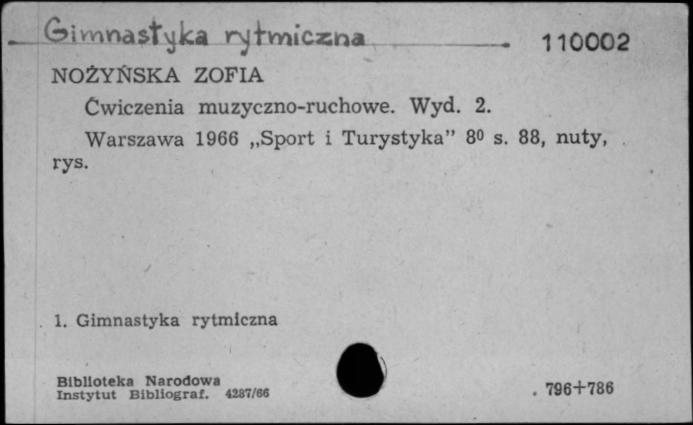 Gimnastyka rytmiczna 110002
NOŻYŃSKA ZOFIA
Ćwiczenia muzyczno-ruchowe. Wyd. 2.
Warszawa 1966 „Sport i Turystyka” 8⁰ s. 88, nuty,
rys.
1. Gimnastyka rytmiczna
Biblioteka Narodowa
Instytut Bibliograf. 4287/66 796+786